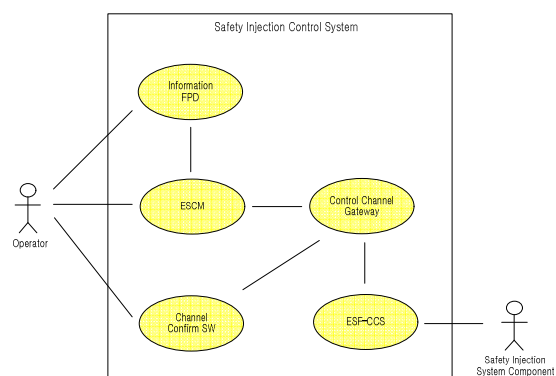 Safety Injection Control System
Information
FPD
ESCM
Control Channel
Gateway
Operator
Channel
Confirm SW
ESF-CCS
Safety Injection
System Component